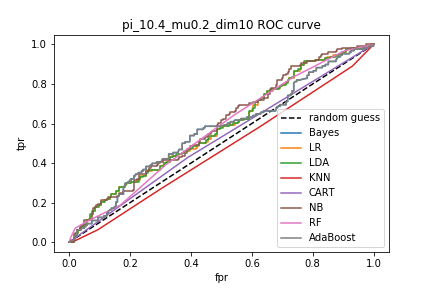 pi_10.4_mu0.2_dim10 ROC curve
1.0
0.8
0.6
0.4
0.2
0.0
tpr
0.0 0.2 0.4 0.6 0.8 1.0
fpr
random guess
Bayes
LR
LDA
KNN
CART
NB
RF
AdaBoost